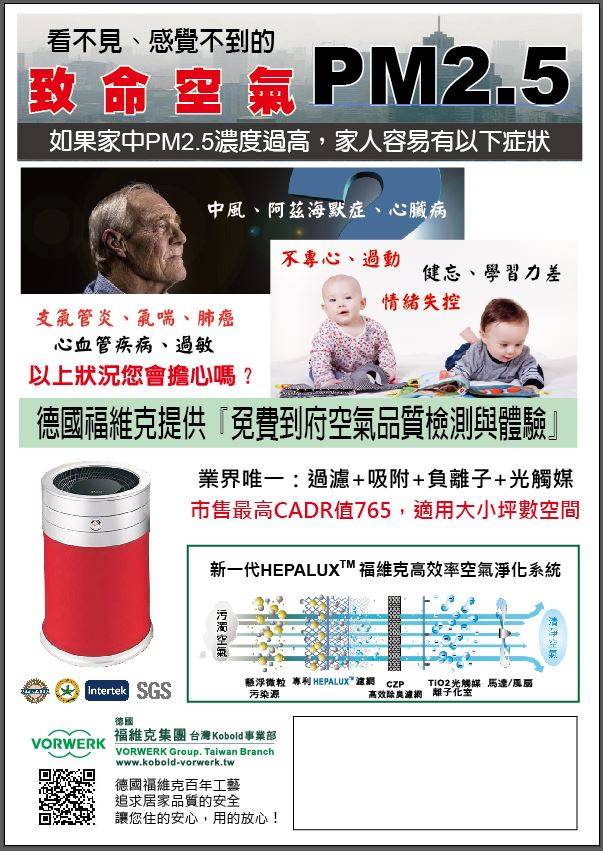 看不見、感覺不到的
致命空氣 PM2.5
如果家中PM2.5濃度過高，家人容易有以下症狀
中風、阿茲海默症、心臟病
不專心、過動
健忘、學習力差
情緒失控
支氣管炎、氣喘、肺癌
心血管疾病、過敏
以上狀況您會擔心嗎？
德國福維克提供『免費到府空氣品質檢測與體驗』
業界唯一：過濾+吸附+負離子+光觸媒
市售最高CADR值765，適用大小坪數空間
新一代HEPALUX™ 福維克高效率空氣淨化系統
污濁空氣
清淨空氣
懸浮微粒
污染源
專利HEPALUX™濾網
CZP
高效除臭濾網
TiO2光觸媒
離子化室
馬達/風扇
Intertek
SGS
VORWERK
德國
福維克集團 台灣Kobold事業部
VORWERK Group. Taiwan Branch
www.kobold-vorwerk.tw
德國福維克百年工藝
追求居家品質的安全
讓您住的安心，用的放心！